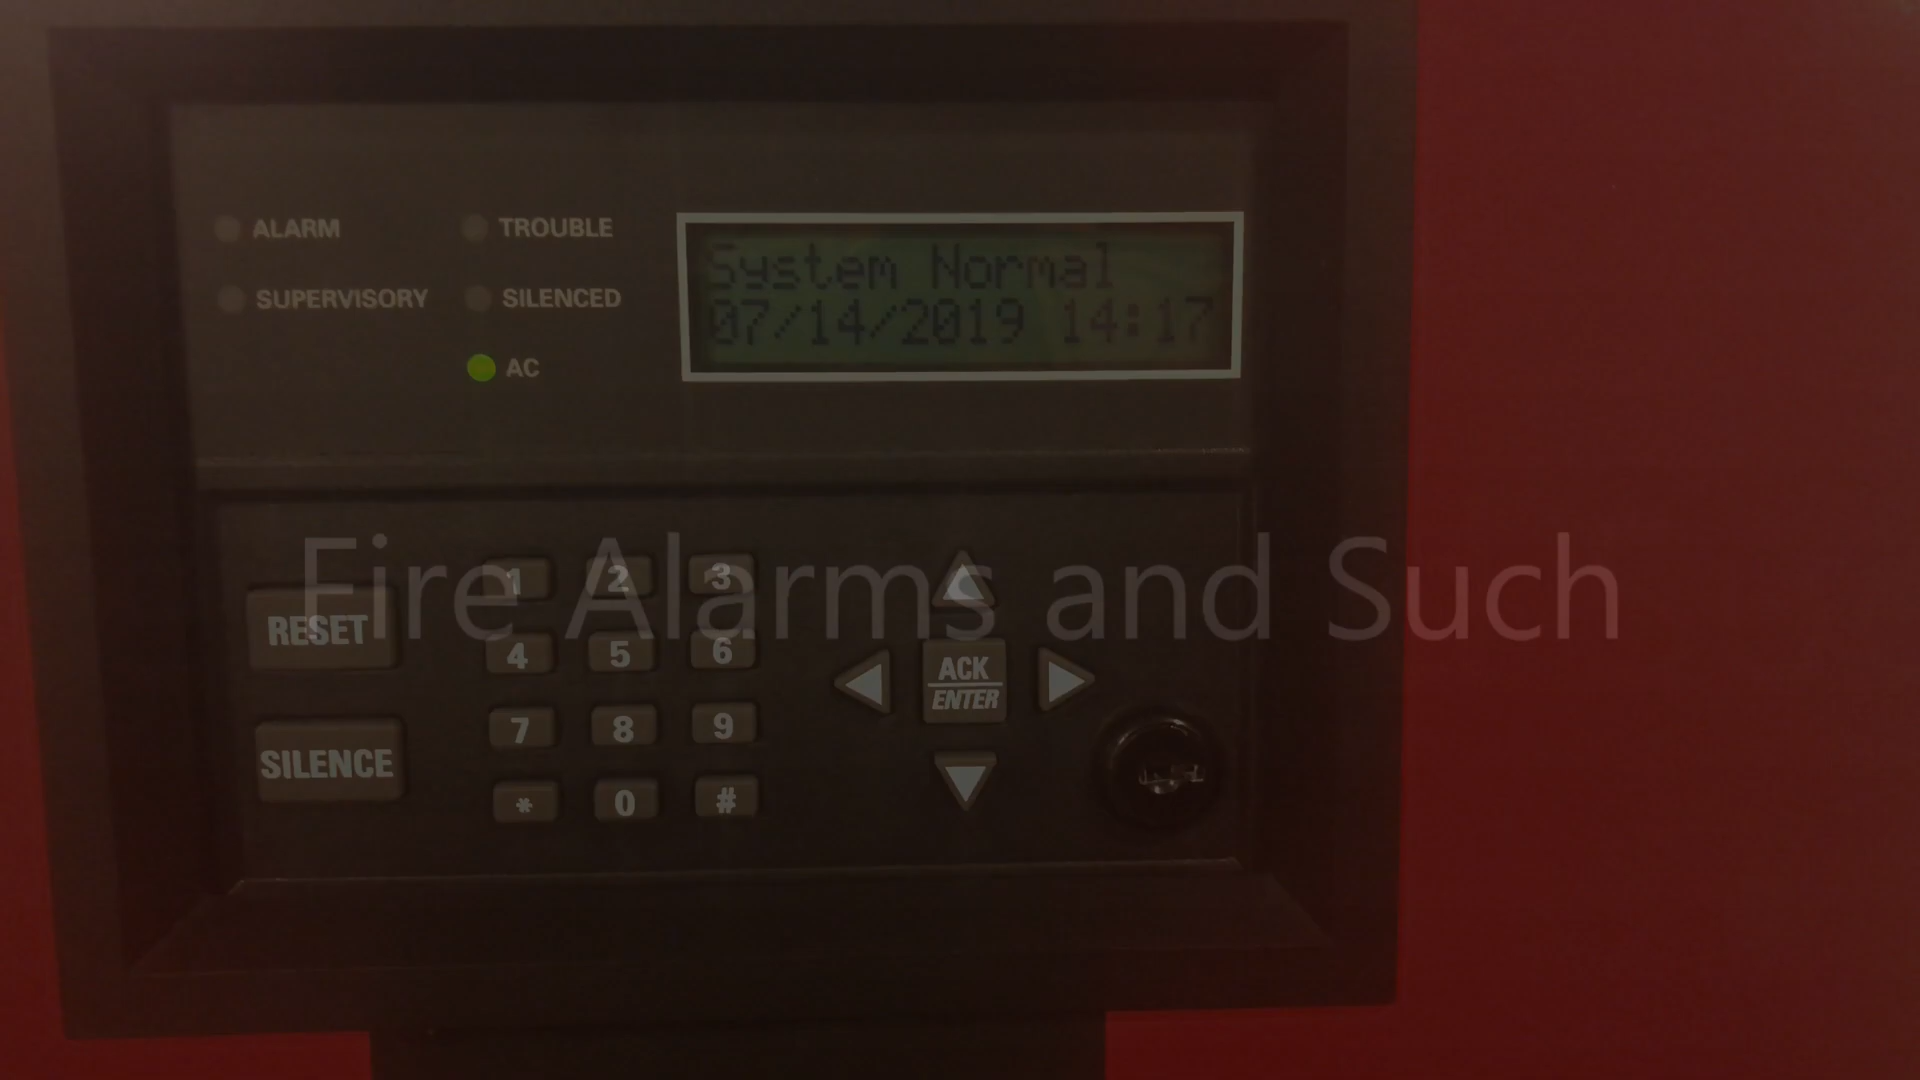 ALARM
TROUBLE
System Normal
SUPERVISORY
SILENCED
07/14/2019 14:17
AC
Fire Alarms and Such
1 2 3
RESET
4 5 6
ACK
ENTER
7 8 9
SILENCE
* 0 #